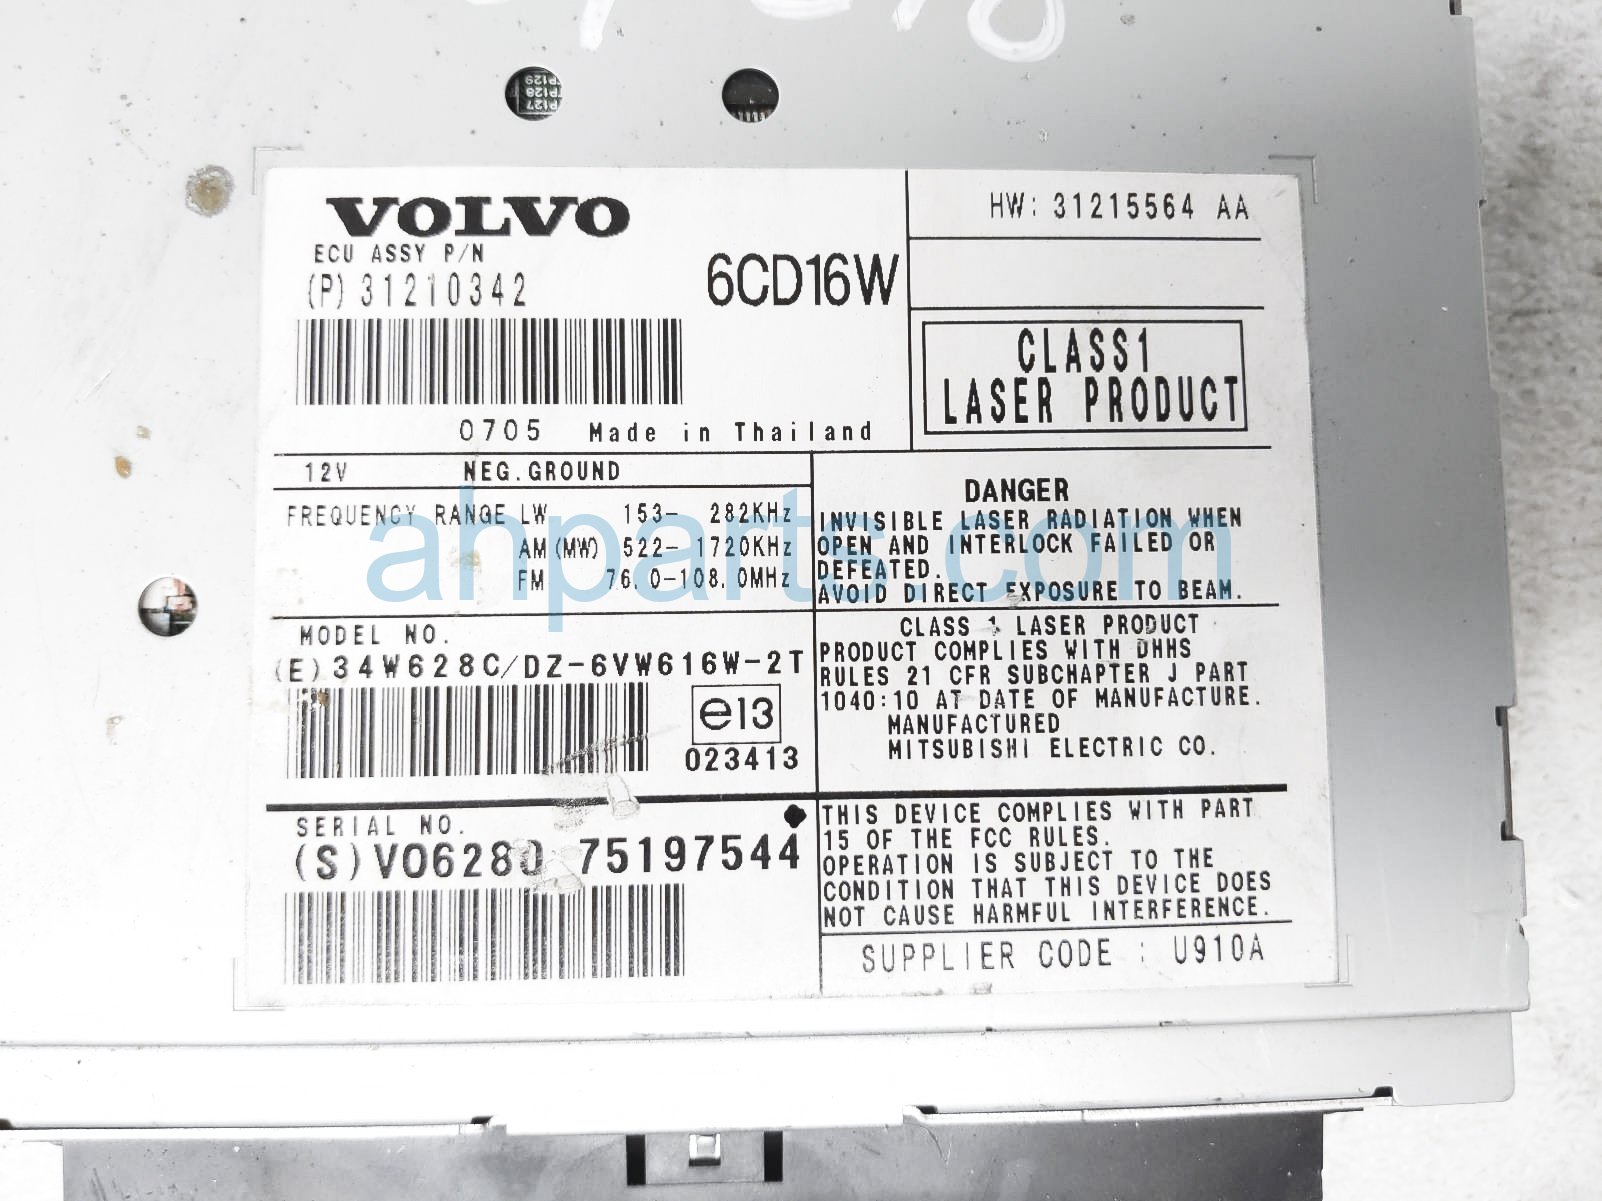 P129
P128
P127
VOLVO
ECU ASSY P/N
(P) 31210342
6CD16W
0705 Made in Thailand
HW: 31215564 AA
CLASS1
LASER PRODUCT
12V NEG.GROUND
FREQUENCY RANGE LW 153- 282KHz
AM (MW) 522-1720KHz
FM 76.0-108.0MHz
DANGER
INVISIBLE LASER RADIATION WHEN
OPEN AND INTERLOCK FAILED OR
DEFEATED.
AVOID DIRECT EXPOSURE TO BEAM.
MODEL NO.
(E)34W628C/DZ-6VW616W-2T
e13
023413
CLASS 1 LASER PRODUCT
PRODUCT COMPLIES WITH DHHS
RULES 21 CFR SUBCHAPTER J PART
1040:10 AT DATE OF MANUFACTURE.
MANUFACTURED
MITSUBISHI ELECTRIC CO.
SERIAL NO.
(S)VO6280 75197544
THIS DEVICE COMPLIES WITH PART
15 OF THE FCC RULES.
OPERATION IS SUBJECT TO THE
CONDITION THAT THIS DEVICE DOES
NOT CAUSE HARMFUL INTERFERENCE.
SUPPLIER CODE : U910A
ahparts.com